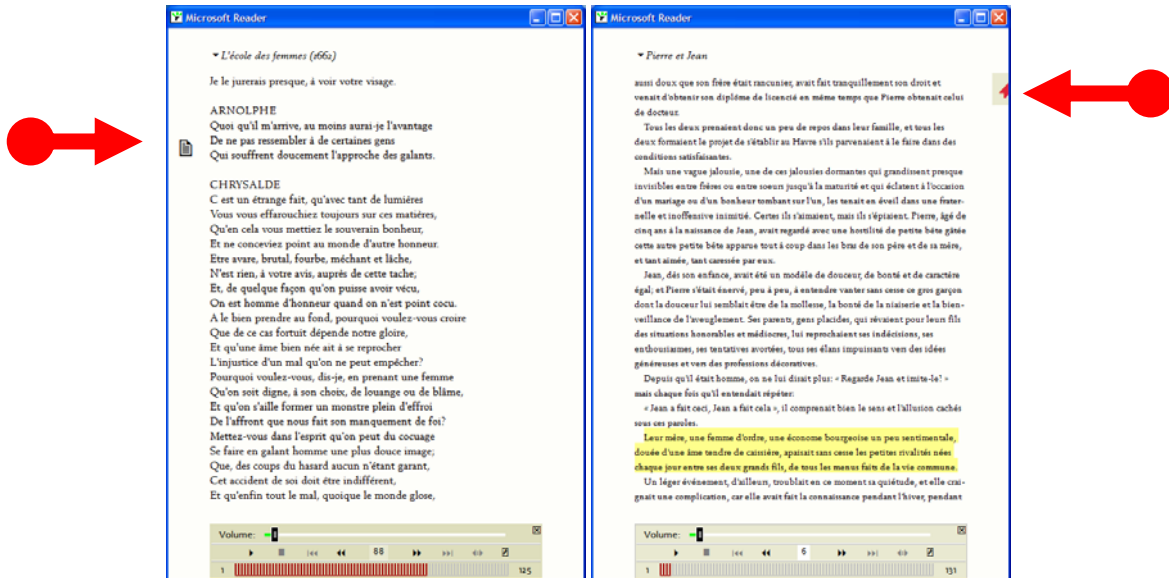 Microsoft Reader
L'école des femmes (1662)
Je le jurerais presque, à voir votre visage.
ARNOLPHE
Quoi qu'il m'arrive, au moins aurai-je l'avantage
De ne pas ressembler à de certaines gens
Qui souffrent doucement l'approche des galants.
CHRYSALDE
C est un étrange fait, qu'avec tant de lumières
Vous vous effarouchiez toujours sur ces matières,
Qu'en cela vous mettiez le souverain bonheur,
Et ne conceviez point au monde d'autre honneur.
Etre avare, brutal, fourbe, méchant et lâche,
N'est rien, à votre avis, auprès de cette tache;
Et, de quelque façon qu'on puisse avoir vécu,
On est homme d'honneur quand on n'est point cocu.
A le bien prendre au fond, pourquoi voulez-vous croire
Que de ce cas fortuit dépende notre gloire,
Et qu'une âme bien née ait à se reprocher
L'injustice d'un mal qu'on ne peut empêcher?
Pourquoi voulez-vous, dis-je, en prenant une femme
Qu'on soit digne, à son choix, de louange ou de blâme,
Et qu'on s'aille former un monstre plein d'effroi
De l'affront que nous fait son manquement de foi?
Mettez-vous dans l'esprit qu'on peut du cocuage
Se faire en galant homme une plus douce image;
Que, des coups du hasard aucun n'étant garant,
Cet accident de soi doit être indifférent,
Et qu'enfin tout le mal, quoique le monde glose,
Volume:
88
1 125
Microsoft Reader
Pierre et Jean
aussi doux que son frère était rancunier, avait fait tranquillement son droit et
venait d'obtenir son diplôme de licencié en même temps que Pierre obtenait celui
de docteur.
Tous les deux prenaient donc un peu de repos dans leur famille, et tous les
deux formaient le projet de s'établir au Havre s'ils parvenaient à le faire dans des
conditions satisfaisantes.
Mais une vague jalousie, une de ces jalousies dormantes qui grandissent presque
invisibles entre frères ou entre soeurs jusqu'à la maturité et qui éclatent à l'occasion
d'un mariage ou d'un bonheur tombant sur l'un, les tenait en éveil dans une frater-
nelle et inoffensive inimitié. Certes ils s'aimaient, mais ils s'épiaient. Pierre, âgé de
cinq ans à la naissance de Jean, avait regardé avec une hostilité de petite bête gâtée
cette autre petite bête apparue tout à coup dans les bras de son père et de sa mère,
et tant aimée, tant caressée par eux.
Jean, dès son enfance, avait été un modèle de douceur, de bonté et de caractère
égal; et Pierre s'était énervé, peu à peu, à entendre vanter sans cesse ce gros garçon
dont la douceur lui semblait être de la mollesse, la bonté de la niaiserie et la bien-
veillance de l'aveuglement. Ses parents, gens placides, qui rêvaient pour leurs fils
des situations honorables et médiocres, lui reprochaient ses indécisions, ses
enthousiasmes, ses tentatives avortées, tous ses élans impuissants vers des idées
généreuses et vers des professions décoratives.
Depuis qu'il était homme, on ne lui disait plus: « Regarde Jean et imite-le! »
mais chaque fois qu'il entendait répéter:
« Jean a fait ceci, Jean a fait cela », il comprenait bien le sens et l'allusion cachés
sous ces paroles.
Leur mère, une femme d'ordre, une économe bourgeoise un peu sentimentale,
douée d'une âme tendre de caissière, apaisait sans cesse les petites rivalités nées
chaque jour entre ses deux grands fils, de tous les menus faits de la vie commune.
Un léger événement, d'ailleurs, troublait en ce moment sa quiétude, et elle crai-
gnait une complication, car elle avait fait la connaissance pendant l'hiver, pendant
Volume:
6
1 131